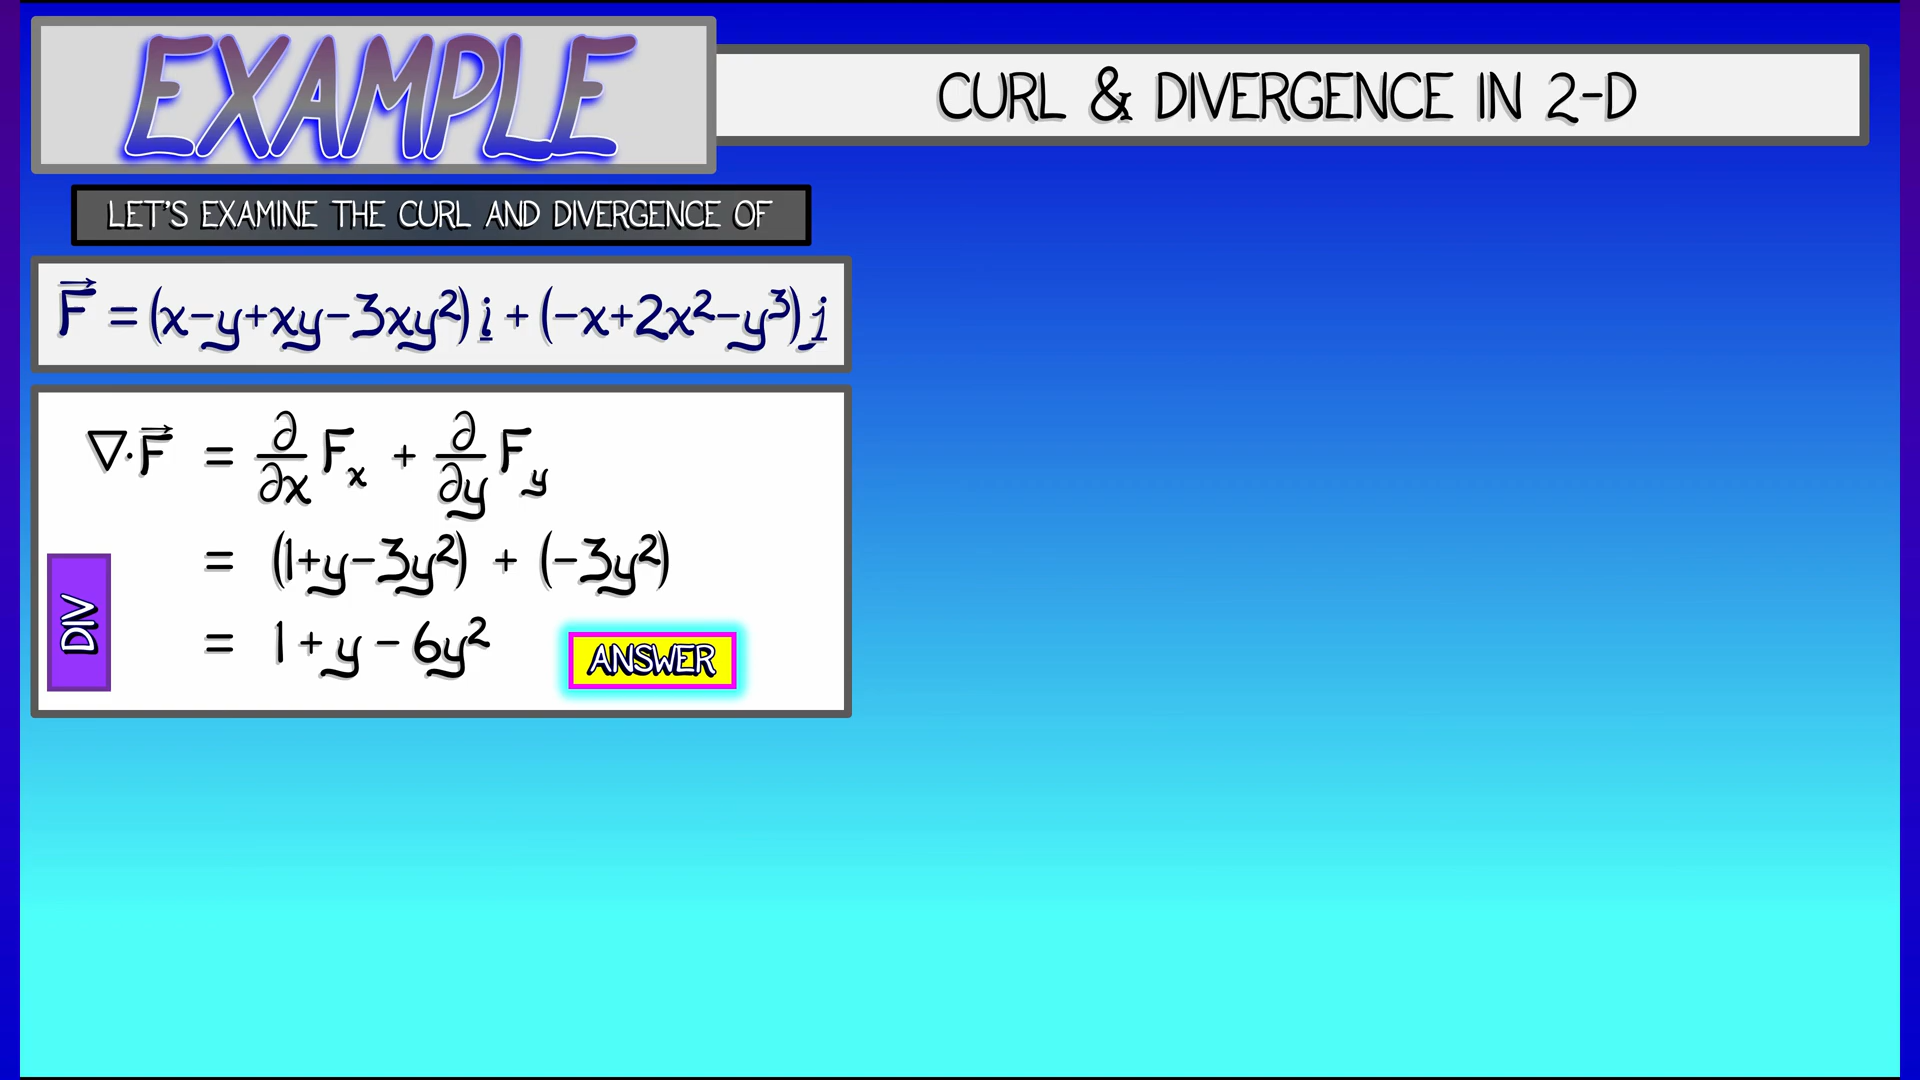 EXAMPLE
CURL & DIVERGENCE IN 2-D
LET'S EXAMINE THE CURL AND DIVERGENCE OF
F⃗ = (x-y+xy-3xy²) i + (-x+2x²-y³) j
∇·F⃗ = ∂/∂x Fₓ + ∂/∂y F_y
= (1+y-3y²) + (-3y²)
= 1+y-6y²
DIV
ANSWER